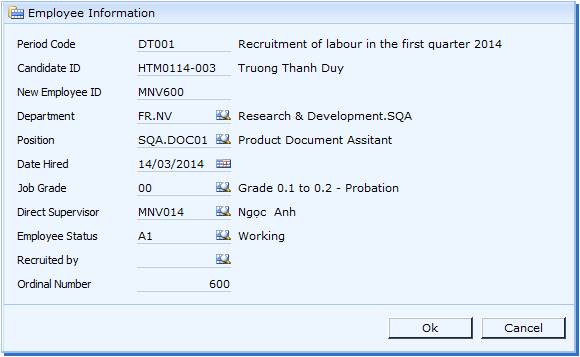 Employee Information
Period Code DT001 Recruitment of labour in the first quarter 2014
Candidate ID HTM0114-003 Truong Thanh Duy
New Employee ID MNV600
Department FR.NV Research & Development.SQA
Position SQA.DOC01 Product Document Assitant
Date Hired 14/03/2014
Job Grade 00 Grade 0.1 to 0.2 - Probation
Direct Supervisor MNV014 Ngọc Anh
Employee Status A1 Working
Recruited by
Ordinal Number 600
Ok Cancel